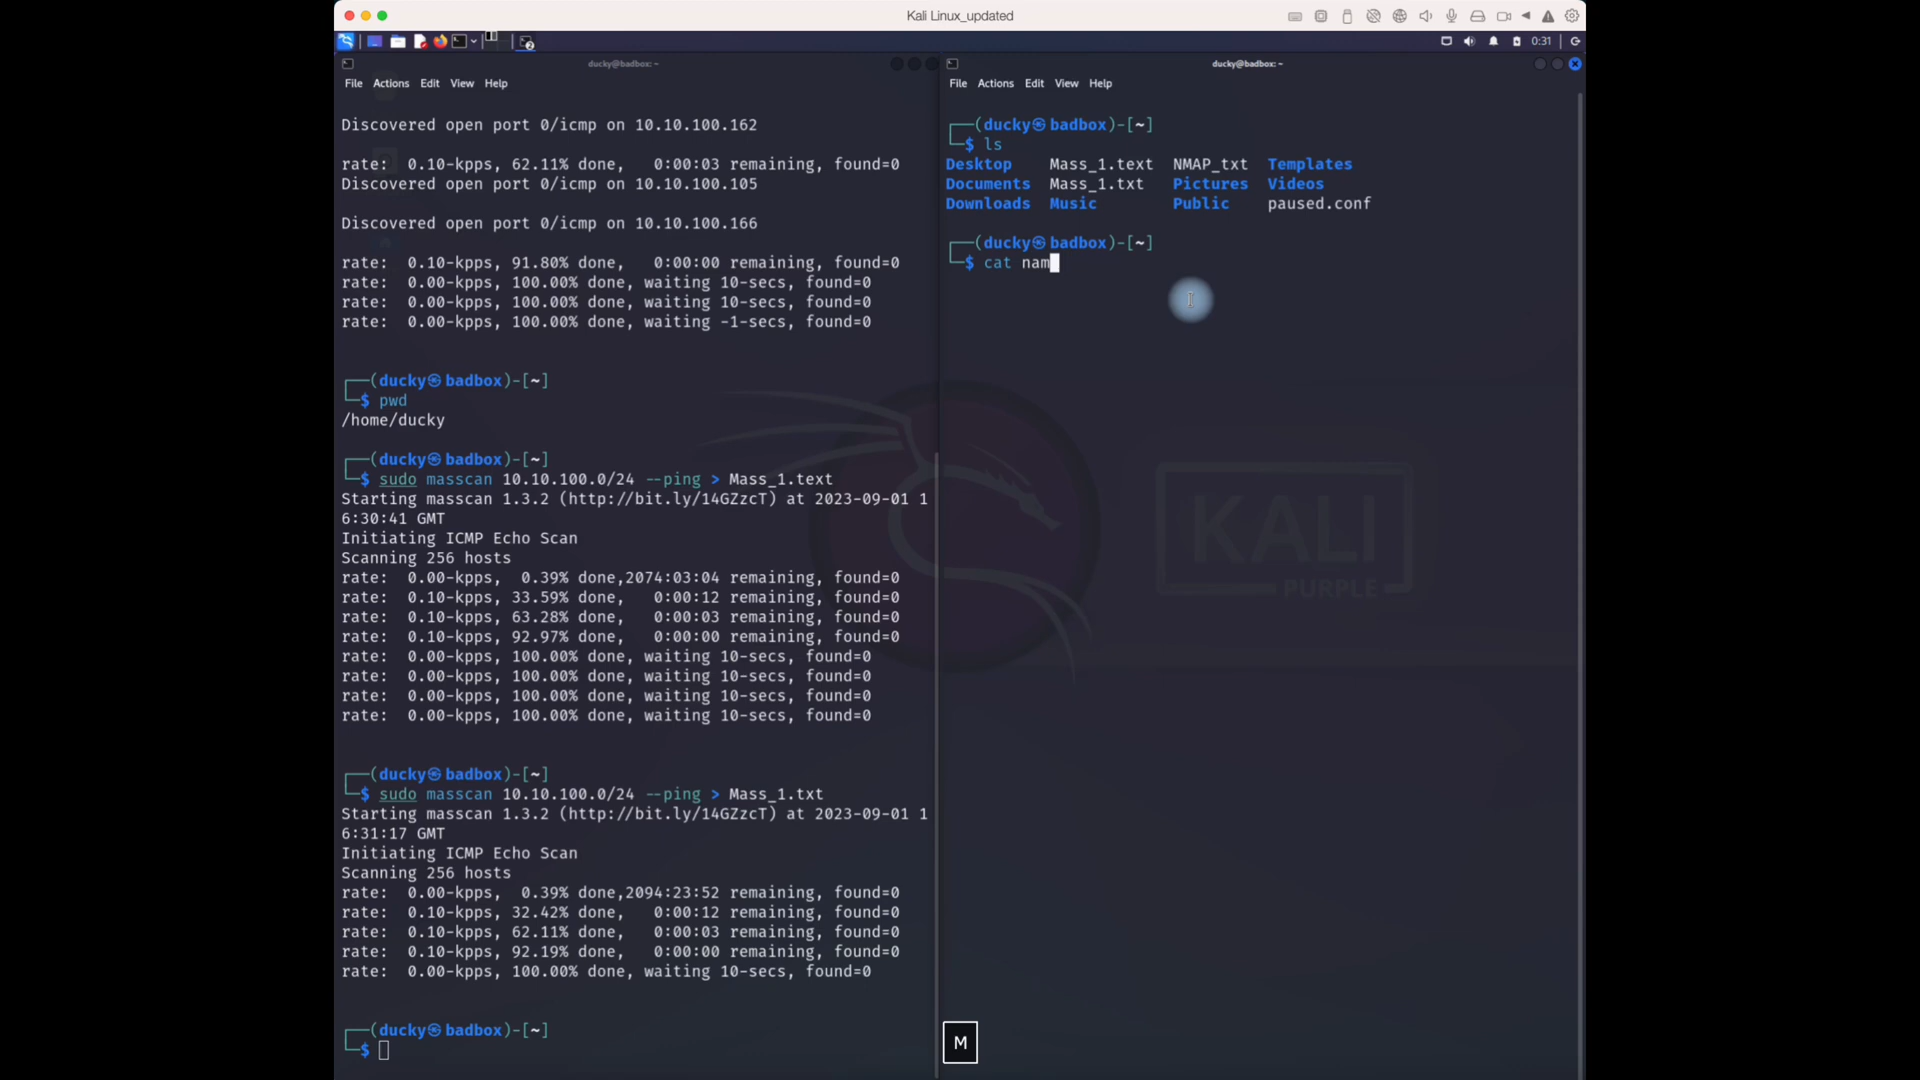 Kali Linux_updated
0:31
ducky@badbox: ~
File Actions Edit View Help
Discovered open port 0/icmp on 10.10.100.162
rate:  0.10-kpps, 62.11% done,   0:00:03 remaining, found=0
Discovered open port 0/icmp on 10.10.100.105
Discovered open port 0/icmp on 10.10.100.166
rate:  0.10-kpps, 91.80% done,   0:00:00 remaining, found=0
rate:  0.00-kpps, 100.00% done, waiting 10-secs, found=0
rate:  0.00-kpps, 100.00% done, waiting 10-secs, found=0
rate:  0.00-kpps, 100.00% done, waiting -1-secs, found=0
┌──(ducky㉿badbox)-[~]
└─$ pwd
/home/ducky
┌──(ducky㉿badbox)-[~]
└─$ sudo masscan 10.10.100.0/24 --ping > Mass_1.text
Starting masscan 1.3.2 (http://bit.ly/14GZzcT) at 2023-09-01 1
6:30:41 GMT
Initiating ICMP Echo Scan
Scanning 256 hosts
rate:  0.00-kpps,  0.39% done,2074:03:04 remaining, found=0
rate:  0.10-kpps, 33.59% done,   0:00:12 remaining, found=0
rate:  0.10-kpps, 63.28% done,   0:00:03 remaining, found=0
rate:  0.10-kpps, 92.97% done,   0:00:00 remaining, found=0
rate:  0.00-kpps, 100.00% done, waiting 10-secs, found=0
rate:  0.00-kpps, 100.00% done, waiting 10-secs, found=0
rate:  0.00-kpps, 100.00% done, waiting 10-secs, found=0
rate:  0.00-kpps, 100.00% done, waiting 10-secs, found=0
┌──(ducky㉿badbox)-[~]
└─$ sudo masscan 10.10.100.0/24 --ping > Mass_1.txt
Starting masscan 1.3.2 (http://bit.ly/14GZzcT) at 2023-09-01 1
6:31:17 GMT
Initiating ICMP Echo Scan
Scanning 256 hosts
rate:  0.00-kpps,  0.39% done,2094:23:52 remaining, found=0
rate:  0.10-kpps, 32.42% done,   0:00:12 remaining, found=0
rate:  0.10-kpps, 62.11% done,   0:00:03 remaining, found=0
rate:  0.10-kpps, 92.19% done,   0:00:00 remaining, found=0
rate:  0.00-kpps, 100.00% done, waiting 10-secs, found=0
┌──(ducky㉿badbox)-[~]
└─$
ducky@badbox: ~
File Actions Edit View Help
┌──(ducky㉿badbox)-[~]
└─$ ls
Desktop    Mass_1.text  NMAP_txt  Templates
Documents  Mass_1.txt   Pictures  Videos
Downloads  Music        Public    paused.conf
┌──(ducky㉿badbox)-[~]
└─$ cat nam
KALI
PURPLE
M